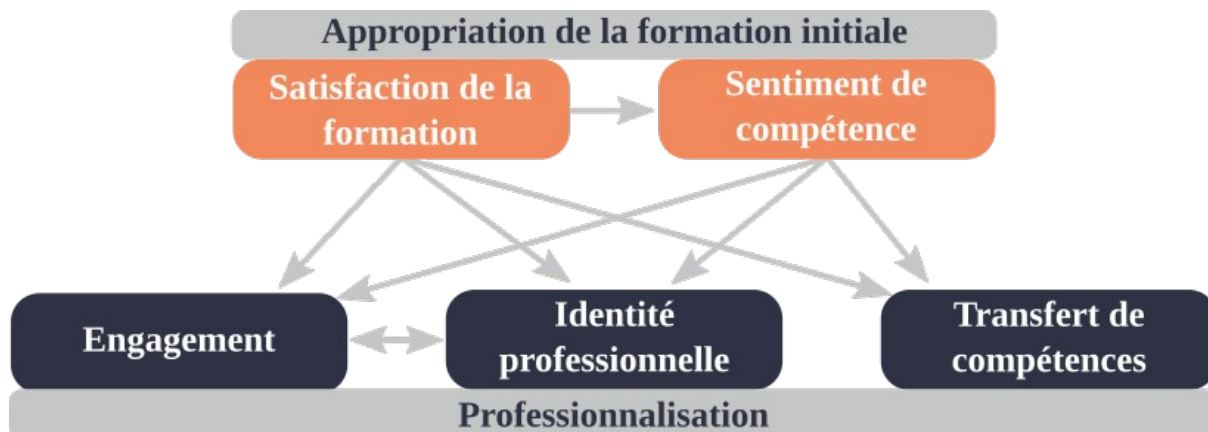 Appropriation de la formation initiale
Satisfaction de la
formation
Sentiment de
compétence
Engagement
Identité
professionnelle
Transfert de
compétences
Professionnalisation